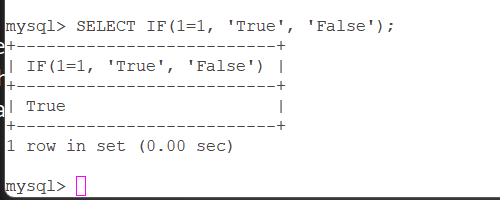 mysql> SELECT IF(1=1, 'True', 'False');
+--------------------------+
| IF(1=1, 'True', 'False') |
+--------------------------+
| True                     |
+--------------------------+
1 row in set (0.00 sec)
mysql>